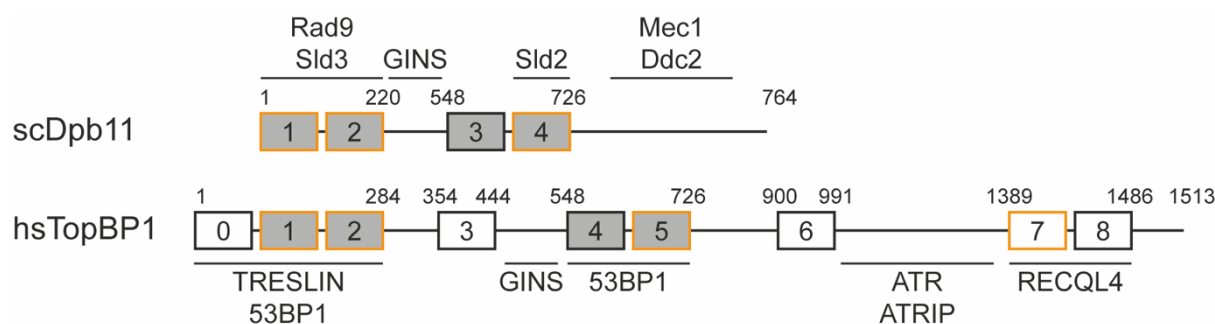 Rad9 Mec1
Sld3 GINS Sld2 Ddc2
1 220 548 726 764
scDpb11 1 2 3 4
1 284 354 444 548 726 900 991 1389 1486 1513
hsTopBP1 0 1 2 3 4 5 6 7 8
TRESLIN GINS 53BP1 ATR RECQL4
53BP1 ATRIP